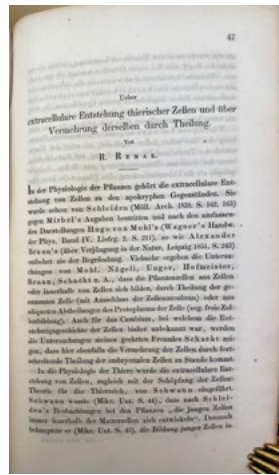 47
Ueber
extracellulare Entstehung thierischer Zellen und über
Vermehrung derselben durch Theilung.
Von
R. REMAK.
In der Physiologie der Pflanzen gehört die extracellulare Ent-
stehung von Zellen zu den apokryphen Gegenständen. Sie
wurde schon von Schleiden (Müll. Arch. 1838. S. 162. 163)
gegen Mirbel's Angaben bestritten und nach den umfassen-
den Darstellungen Hugo von Mohl's (Wagner's Handw.
der Phys. Band IV. Liefrg. 2. S. 211), so wie Alexander
Braun's (über Verjüngung in der Natur, Leipzig 1851. S. 243)
entbehrt sie der Begründung. Vielmehr ergeben die Untersu-
chungen von Mohl, Nägeli, Unger, Hofmeister,
Braun, Schacht u. A., dass die Pflanzenzellen aus Zellen
oder innerhalb von Zellen sich bilden, durch Theilung der ge-
sammten Zelle (mit Ausschluss der Zellenmembran) oder aus
aliquoten Abtheilungen des Protoplasma der Zelle (sog. freie Zel-
lenbildung). Auch für das Cambium, bei welchem die Ent-
stehungsgeschichte der Zellen bisher unbekannt war, werden
die Untersuchungen meines geehrten Freundes Schacht zei-
gen, dass hier ebenfalls die Vermehrung der Zellen durch fort-
schreitende Theilung der embryonalen Zellen zu Stande kommt.
In die Physiologie der Thiere wurde die extracellulare Ent-
stehung von Zellen, zugleich mit der Schöpfung der Zellen-
Theorie für das Thierreich, von Schwann eingeführt.
Schwann wusste (Mikr. Unt. S. 44), dass nach Schlei-
den's Beobachtungen bei den Pflanzen „die jungen Zellen
immer innerhalb der Mutterzellen sich entwickeln“. Dennoch
behauptete er (Mikr. Unt. S. 45), die Bildung junger Zellen in-